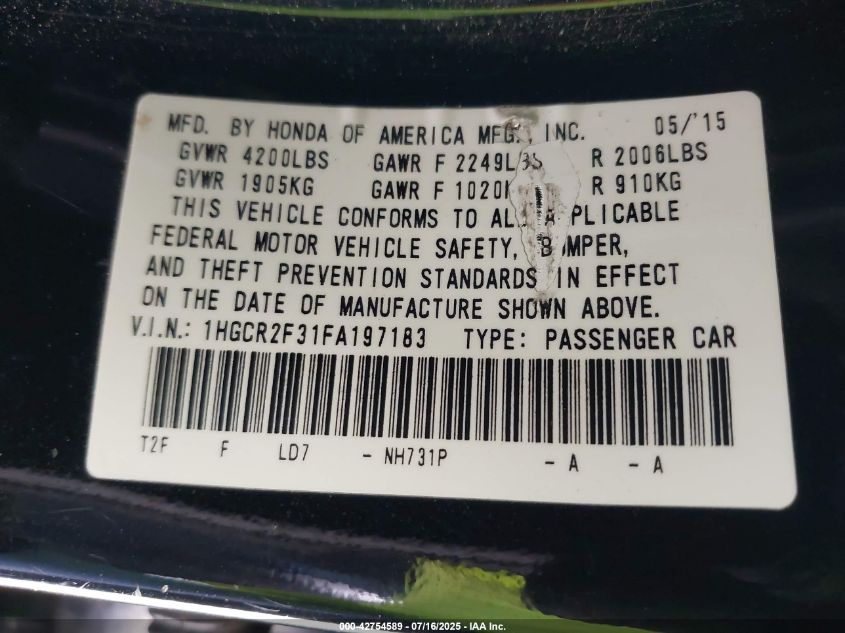 MFD. BY HONDA OF AMERICA MFG., INC. 05/'15
GVWR 4200LBS GAWR F 2249LBS R 2006LBS
GVWR 1905KG GAWR F 1020 R 910KG
THIS VEHICLE CONFORMS TO ALL APPLICABLE
FEDERAL MOTOR VEHICLE SAFETY, BUMPER,
AND THEFT PREVENTION STANDARDS IN EFFECT
ON THE DATE OF MANUFACTURE SHOWN ABOVE.
V.I.N.: 1HGCR2F31FA197183 TYPE: PASSENGER CAR
T2F F LD7 - NH731P - A - A
000-42754589 - 07/16/2025 - IAA Inc.